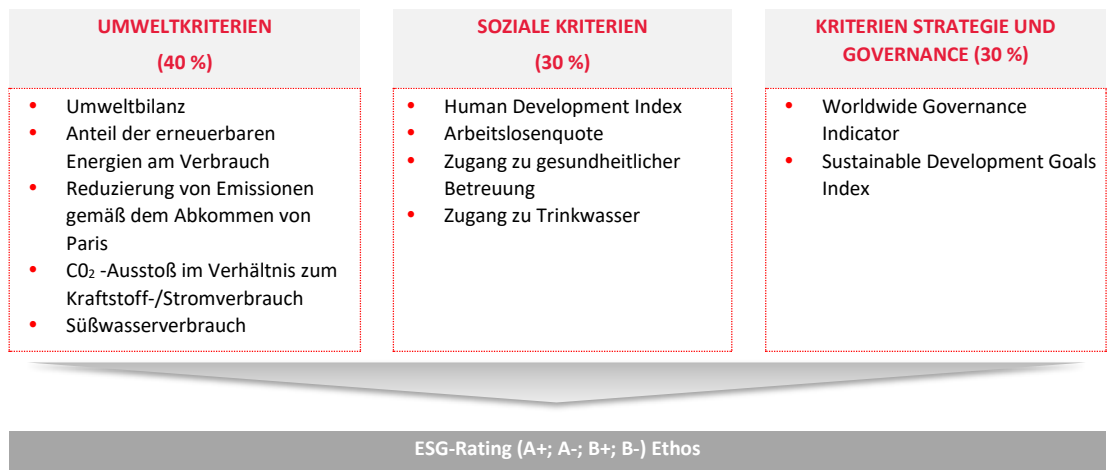 UMWELTKRITERIEN
(40 %)
• Umweltbilanz
• Anteil der erneuerbaren
Energien am Verbrauch
• Reduzierung von Emissionen
gemäß dem Abkommen von
Paris
• C0₂ -Ausstoß im Verhältnis zum
Kraftstoff-/Stromverbrauch
• Süßwasserverbrauch
SOZIALE KRITERIEN
(30 %)
• Human Development Index
• Arbeitslosenquote
• Zugang zu gesundheitlicher
Betreuung
• Zugang zu Trinkwasser
KRITERIEN STRATEGIE UND
GOVERNANCE (30 %)
• Worldwide Governance
Indicator
• Sustainable Development Goals
Index
ESG-Rating (A+; A-; B+; B-) Ethos